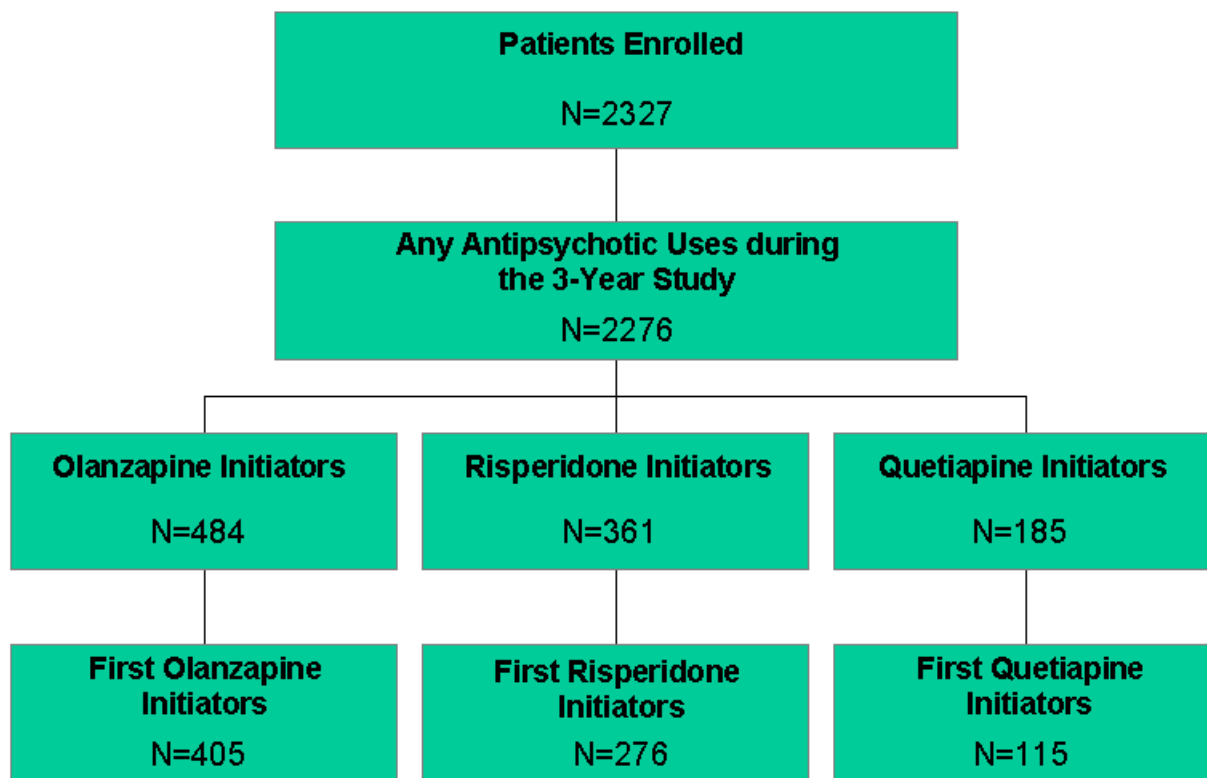 Patients Enrolled
N=2327
Any Antipsychotic Uses during
the 3-Year Study
N=2276
Olanzapine Initiators
N=484
Risperidone Initiators
N=361
Quetiapine Initiators
N=185
First Olanzapine
Initiators
N=405
First Risperidone
Initiators
N=276
First Quetiapine
Initiators
N=115